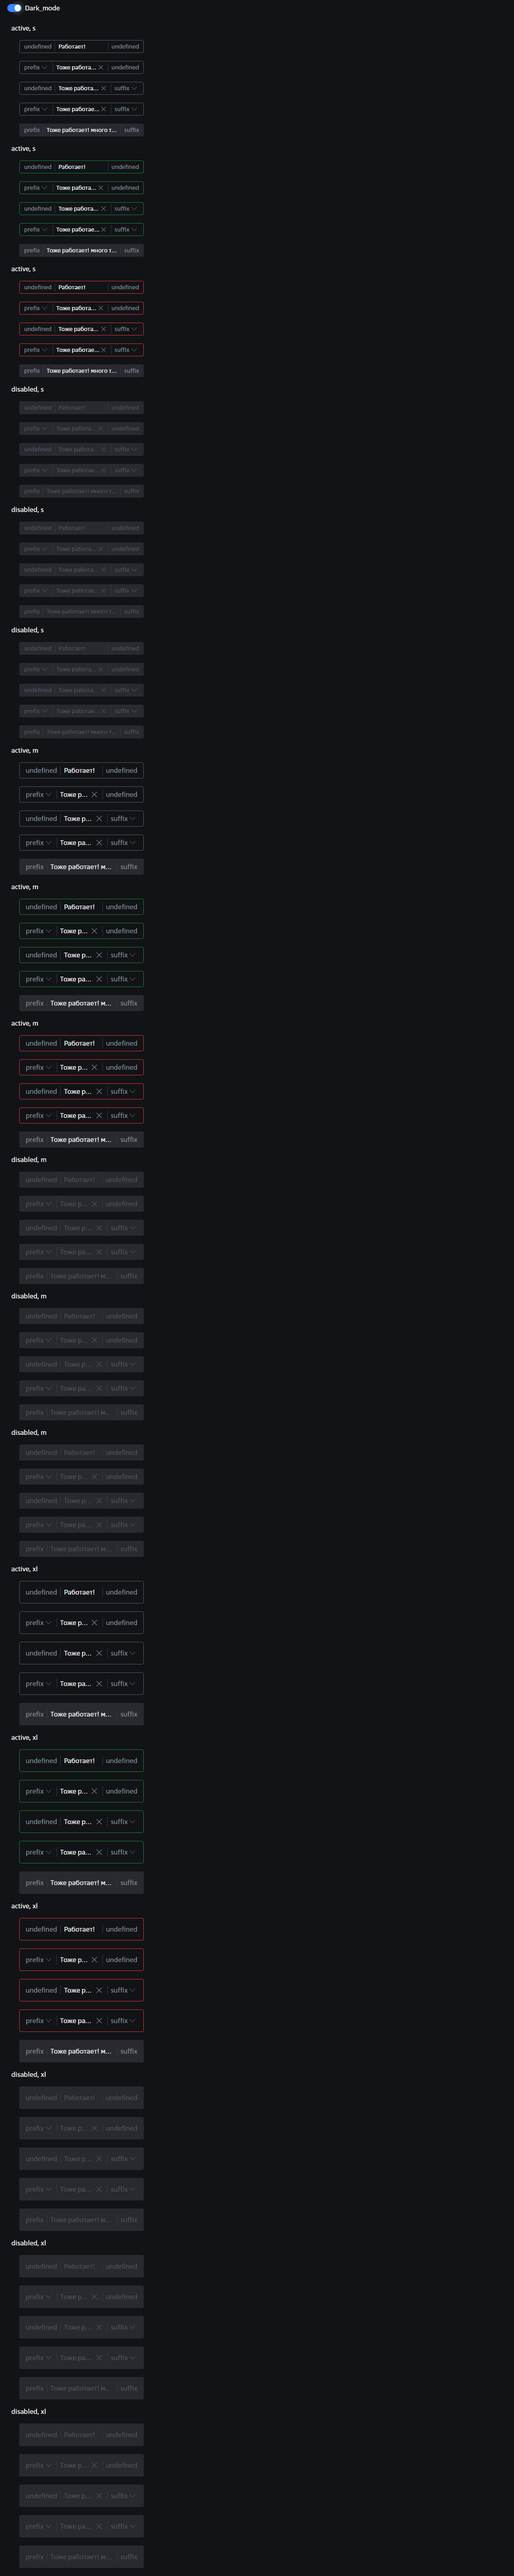 Dark_mode
active, s
undefined Работает! undefined
prefix Тоже работа... undefined
undefined Тоже работа... suffix
prefix Тоже работае... suffix
prefix Тоже работает! много т... suffix
active, s
undefined Работает! undefined
prefix Тоже работа... undefined
undefined Тоже работа... suffix
prefix Тоже работае... suffix
prefix Тоже работает! много т... suffix
active, s
undefined Работает! undefined
prefix Тоже работа... undefined
undefined Тоже работа... suffix
prefix Тоже работае... suffix
prefix Тоже работает! много т... suffix
disabled, s
undefined Работает! undefined
prefix Тоже работа... undefined
undefined Тоже работа... suffix
prefix Тоже работае... suffix
prefix Тоже работает! много т... suffix
disabled, s
undefined Работает! undefined
prefix Тоже работа... undefined
undefined Тоже работа... suffix
prefix Тоже работае... suffix
prefix Тоже работает! много т... suffix
disabled, s
undefined Работает! undefined
prefix Тоже работа... undefined
undefined Тоже работа... suffix
prefix Тоже работае... suffix
prefix Тоже работает! много т... suffix
active, m
undefined Работает! undefined
prefix Тоже р... undefined
undefined Тоже р... suffix
prefix Тоже ра... suffix
prefix Тоже работает! м... suffix
active, m
undefined Работает! undefined
prefix Тоже р... undefined
undefined Тоже р... suffix
prefix Тоже ра... suffix
prefix Тоже работает! м... suffix
active, m
undefined Работает! undefined
prefix Тоже р... undefined
undefined Тоже р... suffix
prefix Тоже ра... suffix
prefix Тоже работает! м... suffix
disabled, m
undefined Работает! undefined
prefix Тоже р... undefined
undefined Тоже р... suffix
prefix Тоже ра... suffix
prefix Тоже работает! м... suffix
disabled, m
undefined Работает! undefined
prefix Тоже р... undefined
undefined Тоже р... suffix
prefix Тоже ра... suffix
prefix Тоже работает! м... suffix
disabled, m
undefined Работает! undefined
prefix Тоже р... undefined
undefined Тоже р... suffix
prefix Тоже ра... suffix
prefix Тоже работает! м... suffix
active, xl
undefined Работает! undefined
prefix Тоже р... undefined
undefined Тоже р... suffix
prefix Тоже ра... suffix
prefix Тоже работает! м... suffix
active, xl
undefined Работает! undefined
prefix Тоже р... undefined
undefined Тоже р... suffix
prefix Тоже ра... suffix
prefix Тоже работает! м... suffix
active, xl
undefined Работает! undefined
prefix Тоже р... undefined
undefined Тоже р... suffix
prefix Тоже ра... suffix
prefix Тоже работает! м... suffix
disabled, xl
undefined Работает! undefined
prefix Тоже р... undefined
undefined Тоже р... suffix
prefix Тоже ра... suffix
prefix Тоже работает! м... suffix
disabled, xl
undefined Работает! undefined
prefix Тоже р... undefined
undefined Тоже р... suffix
prefix Тоже ра... suffix
prefix Тоже работает! м... suffix
disabled, xl
undefined Работает! undefined
prefix Тоже р... undefined
undefined Тоже р... suffix
prefix Тоже ра... suffix
prefix Тоже работает! м... suffix